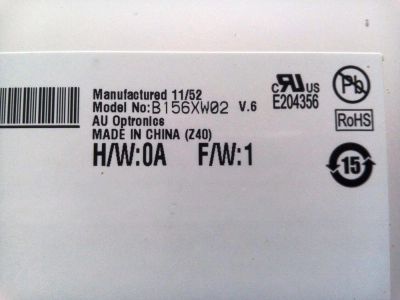 Manufactured 11/52
Model No:B156XW02 V.6
AU Optronics
MADE IN CHINA (Z40)
H/W:0A F/W:1
c RU US
E204356
Pb
RoHS
15